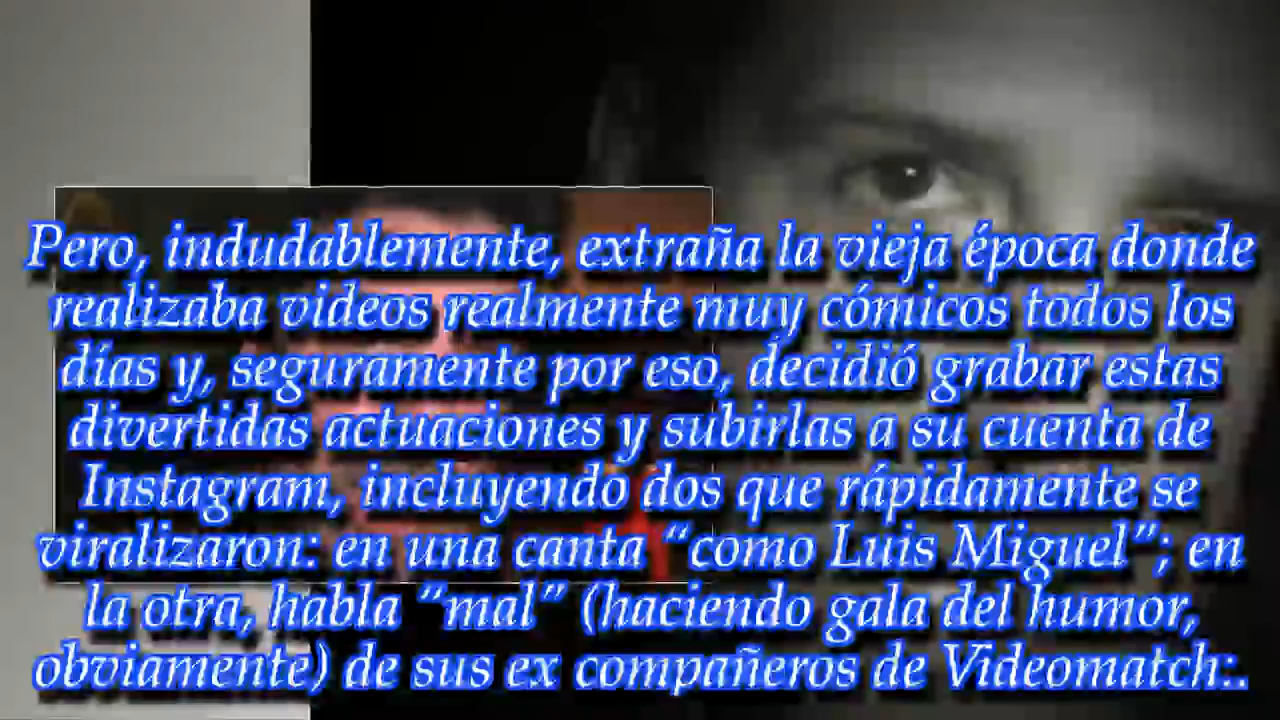 Pero, indudablemente, extraña la vieja época donde
realizaba videos realmente muy cómicos todos los
días y, seguramente por eso, decidió grabar estas
divertidas actuaciones y subirlas a su cuenta de
Instagram, incluyendo dos que rápidamente se
viralizaron: en una canta “como Luis Miguel”; en
la otra, habla “mal” (haciendo gala del humor,
obviamente) de sus ex compañeros de Videomatch:.